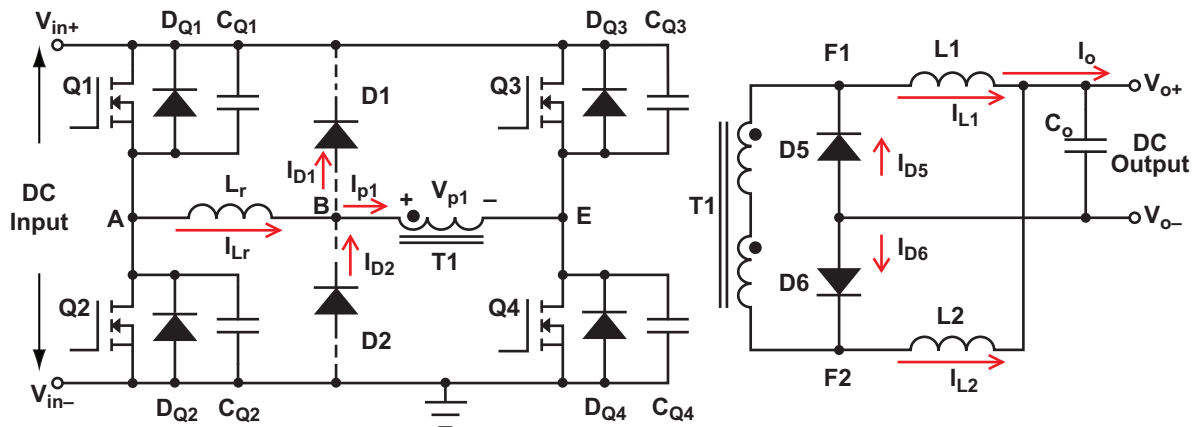 Vin+
DQ1
CQ1
DQ3
CQ3
F1
L1
Io
Q1
D1
Q3
IL1
Vo+
Co
DC
Output
D5
ID5
DC
Input
Lr
ID1
B
Ip1
+
Vp1
–
A
E
T1
Vo–
ILr
T1
ID2
ID6
Q2
D2
Q4
D6
L2
Vin–
DQ2
CQ2
DQ4
CQ4
F2
IL2